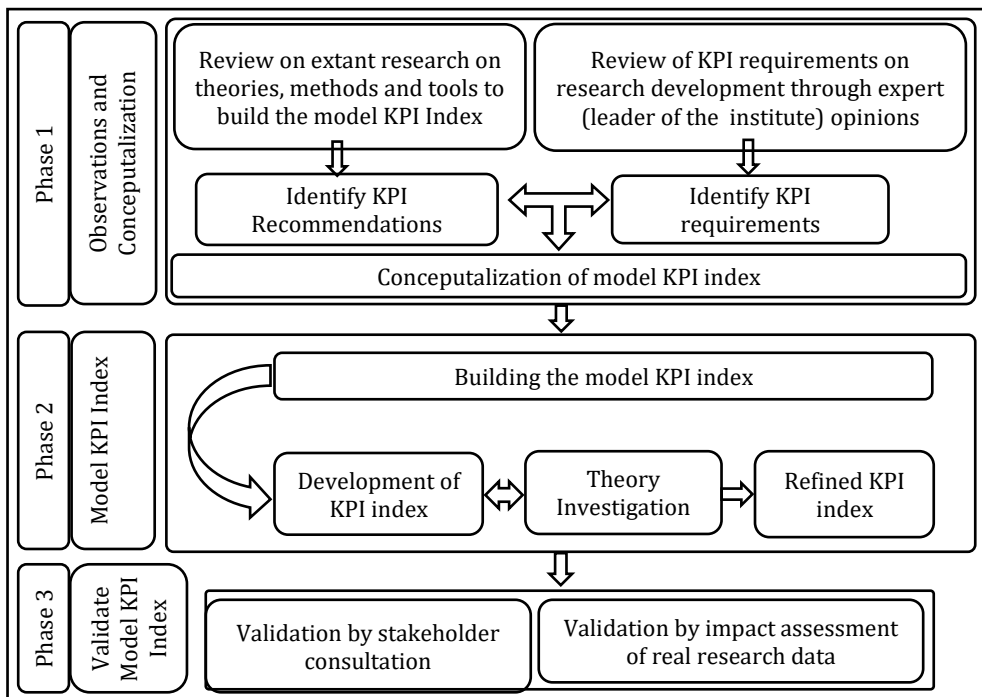 Phase 1
Observations and
Conceputalization
Review on extant research on
theories, methods and tools to
build the model KPI Index
Review of KPI requirements on
research development through expert
(leader of the institute) opinions
Identify KPI
Recommendations
Identify KPI
requirements
Conceputalization of model KPI index
Phase 2
Model KPI Index
Building the model KPI index
Development of
KPI index
Theory
Investigation
Refined KPI
index
Phase 3
Validate
Model KPI
Index
Validation by stakeholder
consultation
Validation by impact assessment
of real research data